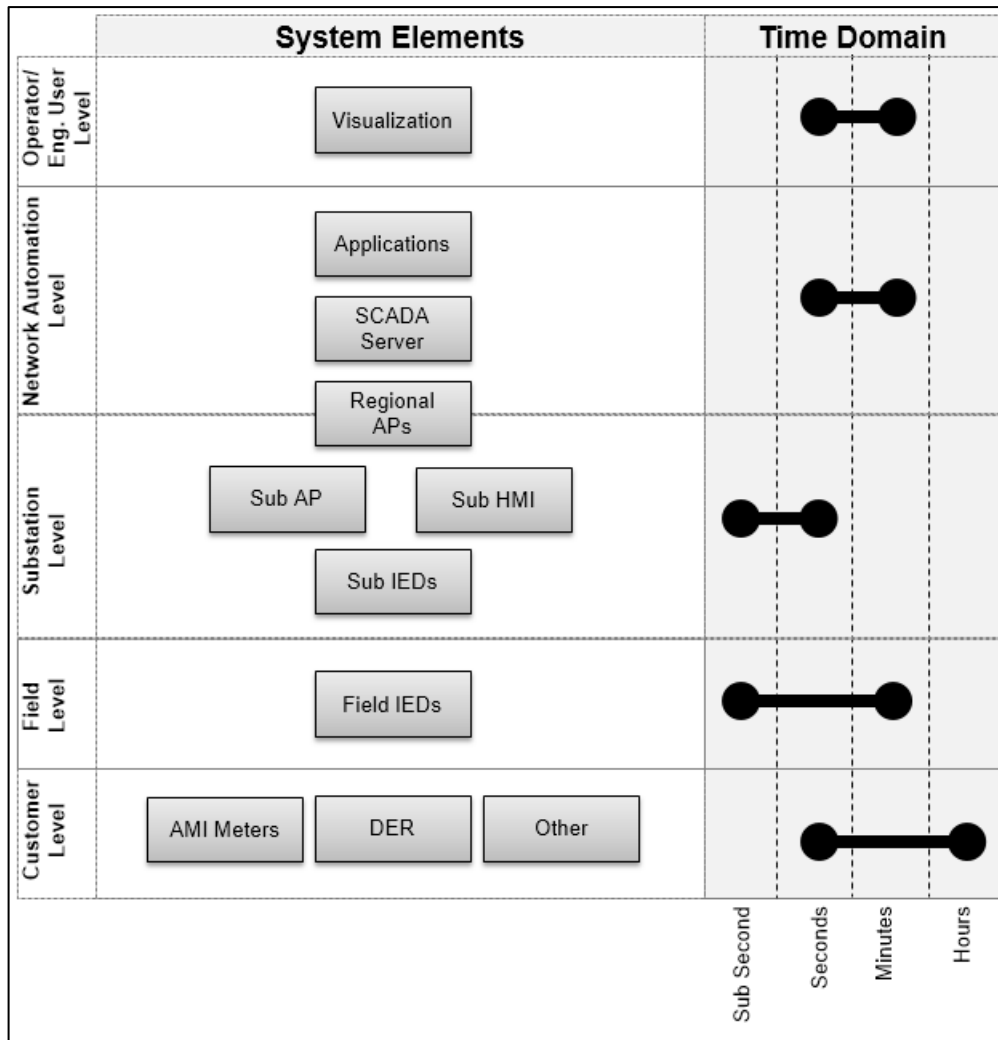 System Elements
Time Domain
Operator/
Eng. User
Level
Visualization
Network Automation
Level
Applications
SCADA
Server
Regional
APs
Substation
Level
Sub AP
Sub HMI
Sub IEDs
Field
Level
Field IEDs
Customer
Level
AMI Meters
DER
Other
Sub Second
Seconds
Minutes
Hours